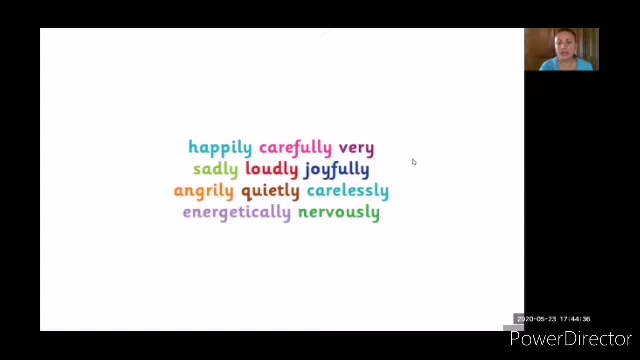 happily carefully very
sadly loudly joyfully
angrily quietly carelessly
energetically nervously
2020-05-23 17:44:36
PowerDirector